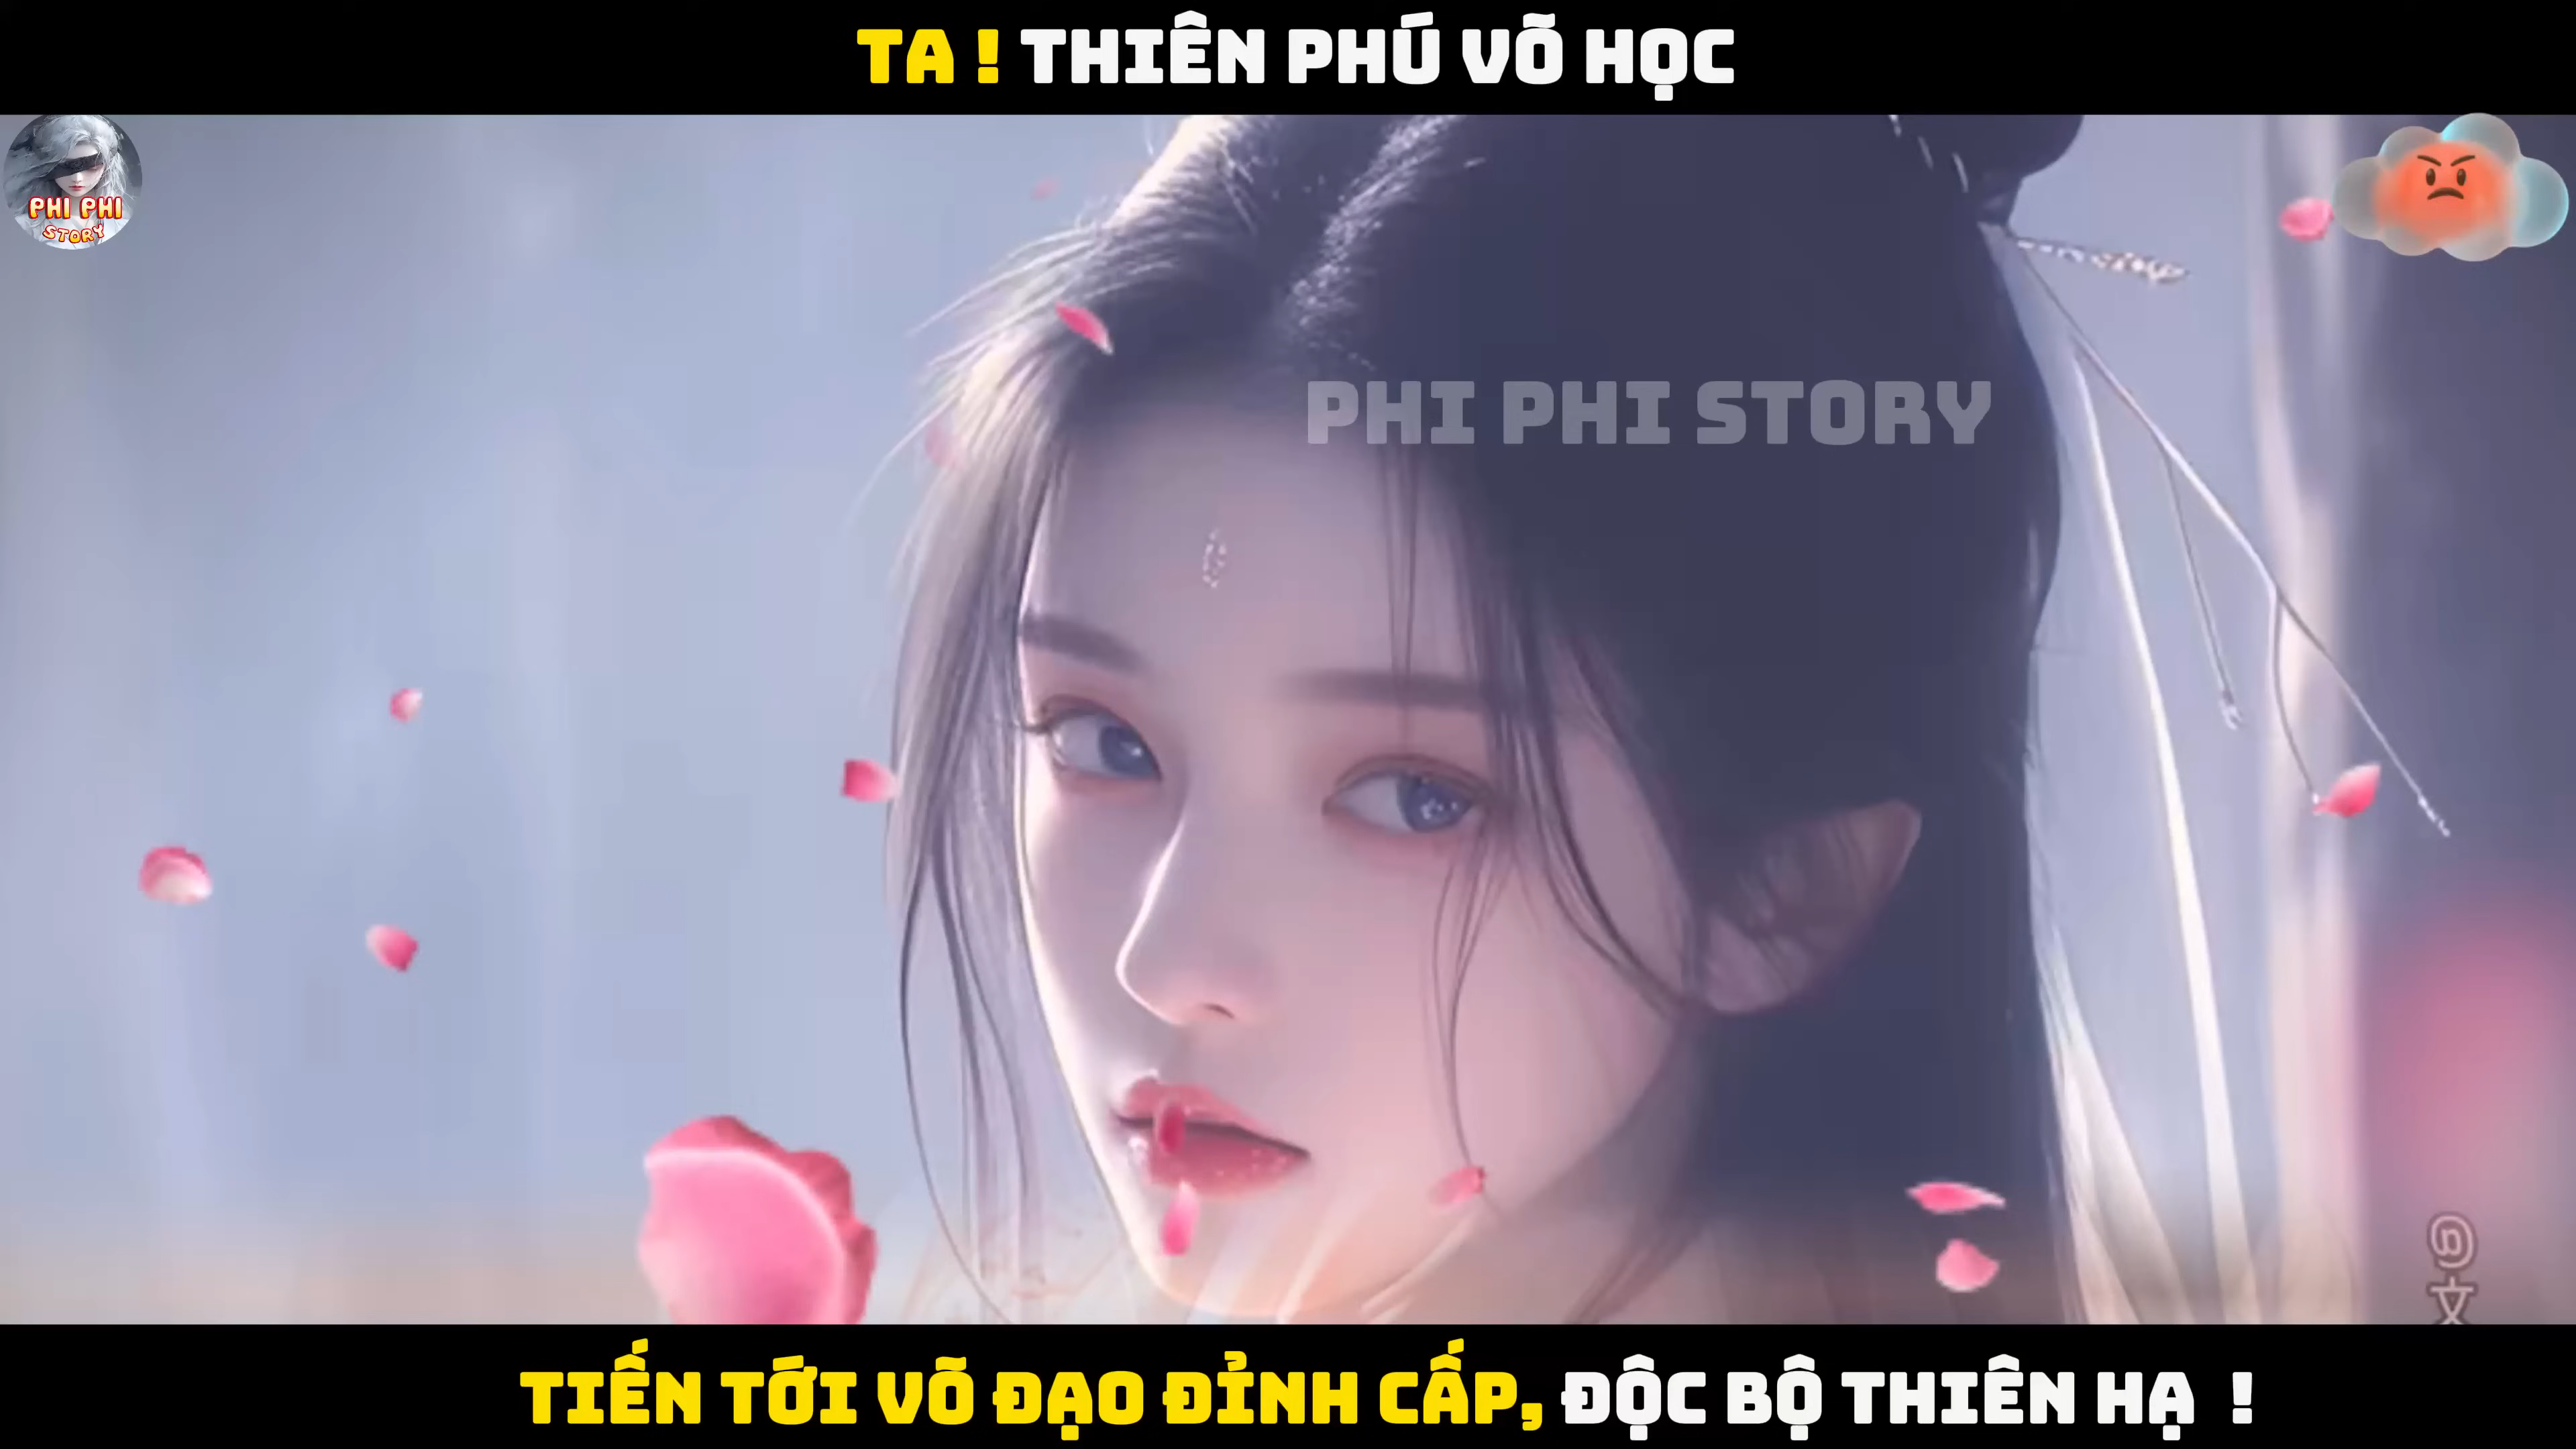 TA ! THIÊN PHÚ VÕ HỌC
PHI PHI
STORY
PHI PHI STORY
@文
TIẾN TỚI VÕ ĐẠO ĐỈNH CẤP, ĐỘC BỘ THIÊN HẠ !